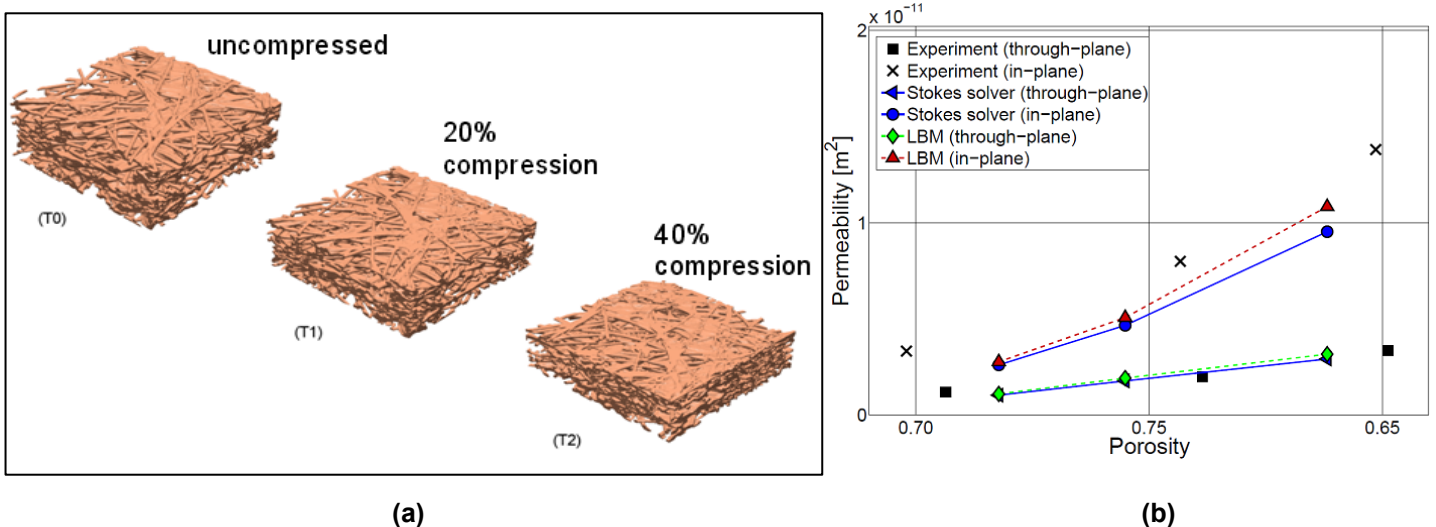 uncompressed
(T0)
20%
compression
(T1)
40%
compression
(T2)
(a)
x 10−11
2
1
0
Permeability [m2]
Experiment (through−plane)
Experiment (in−plane)
Stokes solver (through−plane)
Stokes solver (in−plane)
LBM (through−plane)
LBM (in−plane)
0.70
0.75
0.65
Porosity
(b)